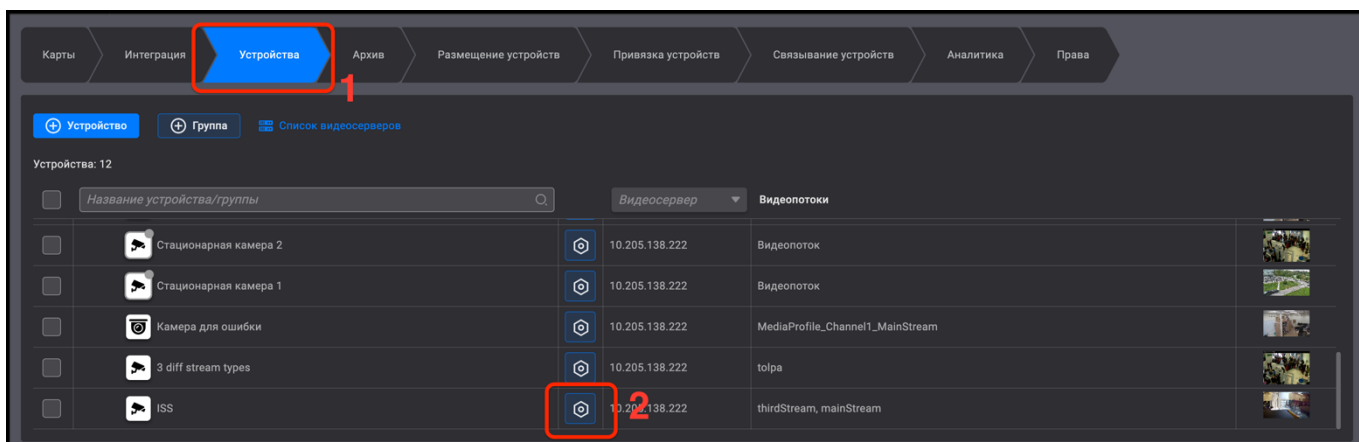 Карты Интеграция Устройства Архив Размещение устройств Привязка устройств Связывание устройств Аналитика Права
1
Устройство Группа Список видеосерверов
Устройства: 12
Название устройства/группы Видеосервер Видеопотоки
Стационарная камера 2 10.205.138.222 Видеопоток
Стационарная камера 1 10.205.138.222 Видеопоток
Камера для ошибки 10.205.138.222 MediaProfile_Channel1_MainStream
3 diff stream types 10.205.138.222 tolpa
ISS 10.205.138.222 thirdStream, mainStream
2